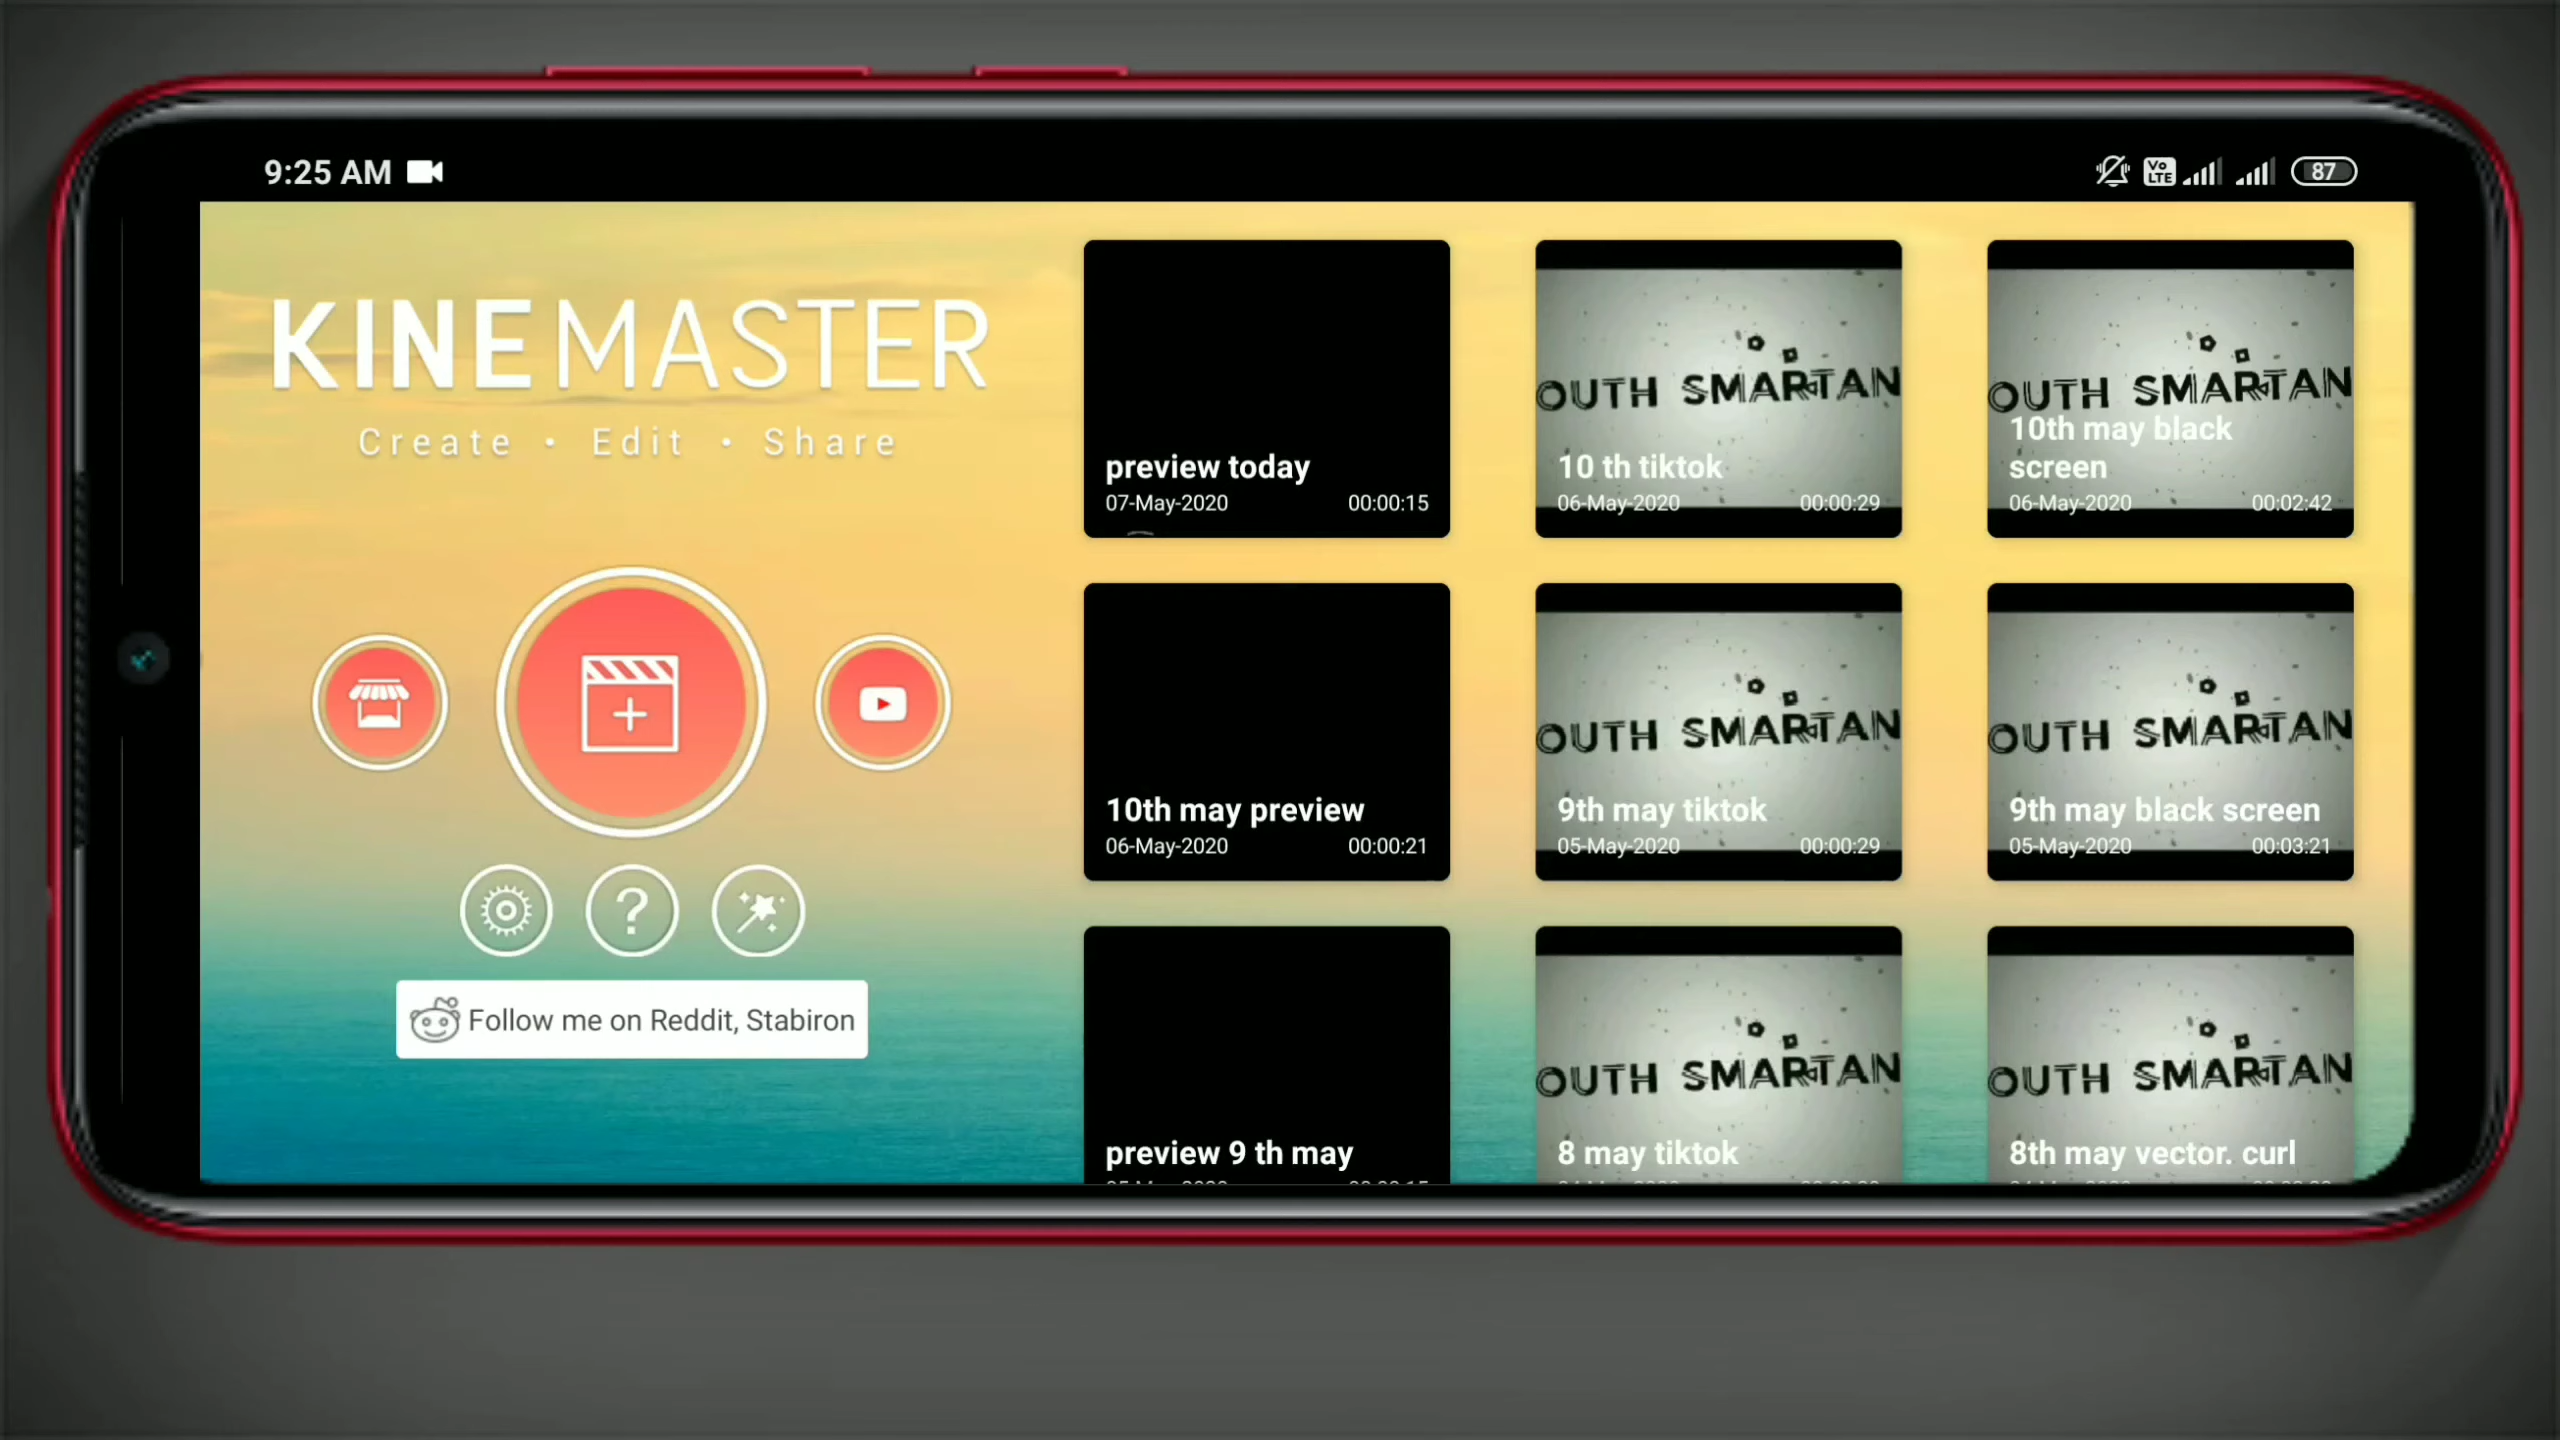 9:25 AM
Vo LTE
87
KINEMASTER
Create • Edit • Share
Follow me on Reddit, Stabiron
OUTH SMARTAN
preview today
07-May-2020 00:00:15
10 th tiktok
06-May-2020 00:00:29
OUTH SMARTAN
10th may black
screen
06-May-2020 00:02:42
10th may preview
06-May-2020 00:00:21
OUTH SMARTAN
9th may tiktok
05-May-2020 00:00:29
OUTH SMARTAN
9th may black screen
05-May-2020 00:03:21
preview 9 th may
OUTH SMARTAN
8 may tiktok
OUTH SMARTAN
8th may vector. curl